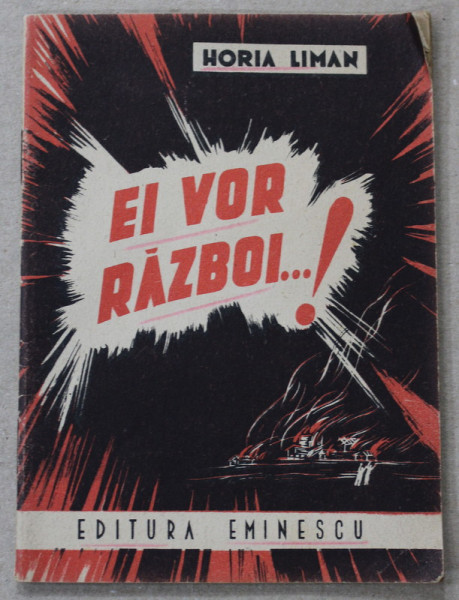 HORIA LIMAN
EI VOR
RĂZBOI...!
EDITURA EMINESCU